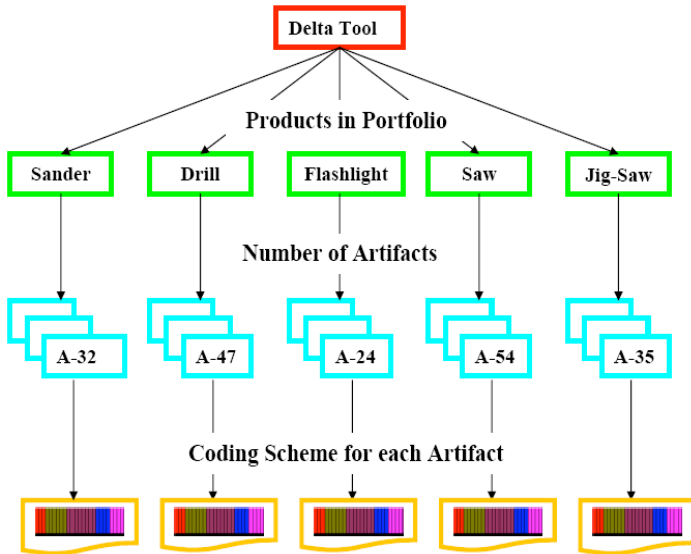 Delta Tool
Products in Portfolio
Sander
Drill
Flashlight
Saw
Jig-Saw
Number of Artifacts
A-32
A-47
A-24
A-54
A-35
Coding Scheme for each Artifact